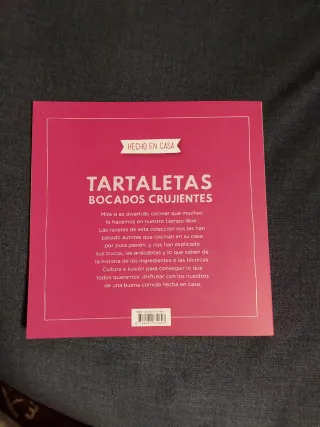 HECHO EN CASA
TARTALETAS
BOCADOS CRUJIENTES
Mira si es divertido cocinar que muchos
lo hacemos en nuestro tiempo libre.
Las recetas de esta colección nos las han
pasado autoras que cocinan en su casa
por pura pasión, y nos han explicado
sus trucos, las anécdotas y lo que saben de
la historia de los ingredientes o las técnicas.
Cultura e ilusión para conseguir lo que
todos queremos: disfrutar con los nuestros
de una buena comida hecha en casa.